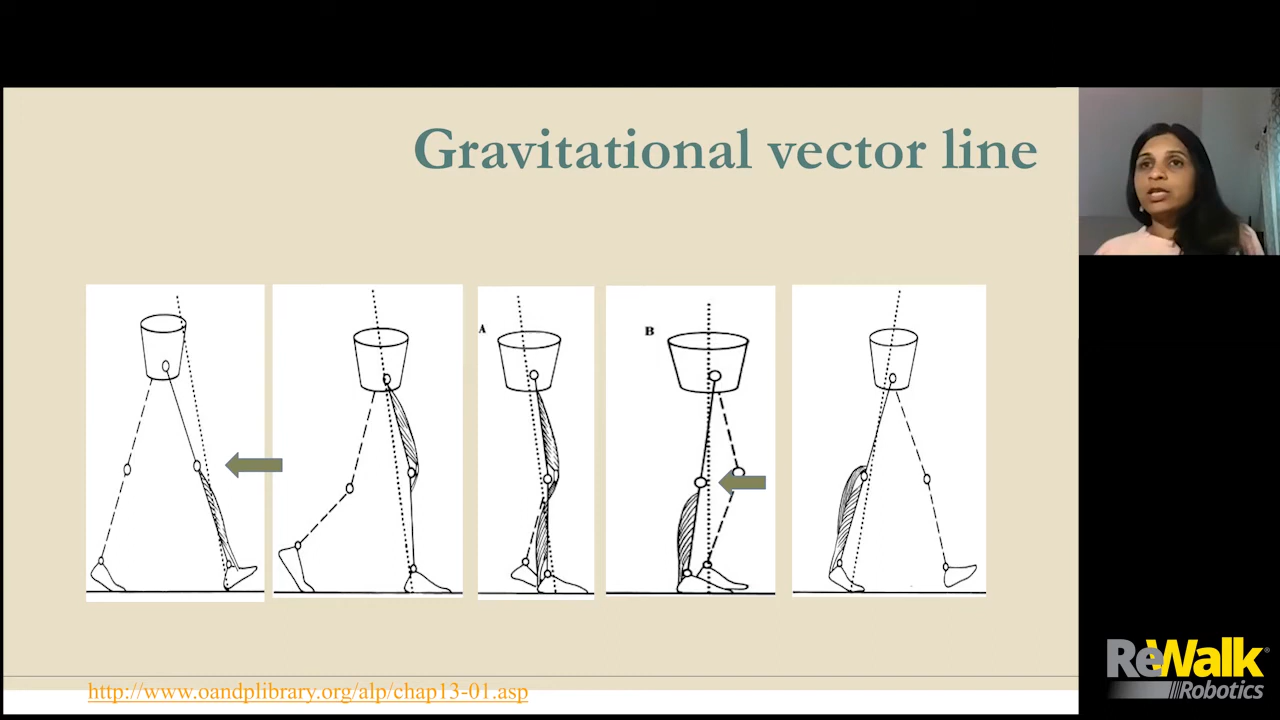 Gravitational vector line
A
B
http://www.oandplibrary.org/alp/chap13-01.asp
ReWalk
Robotics